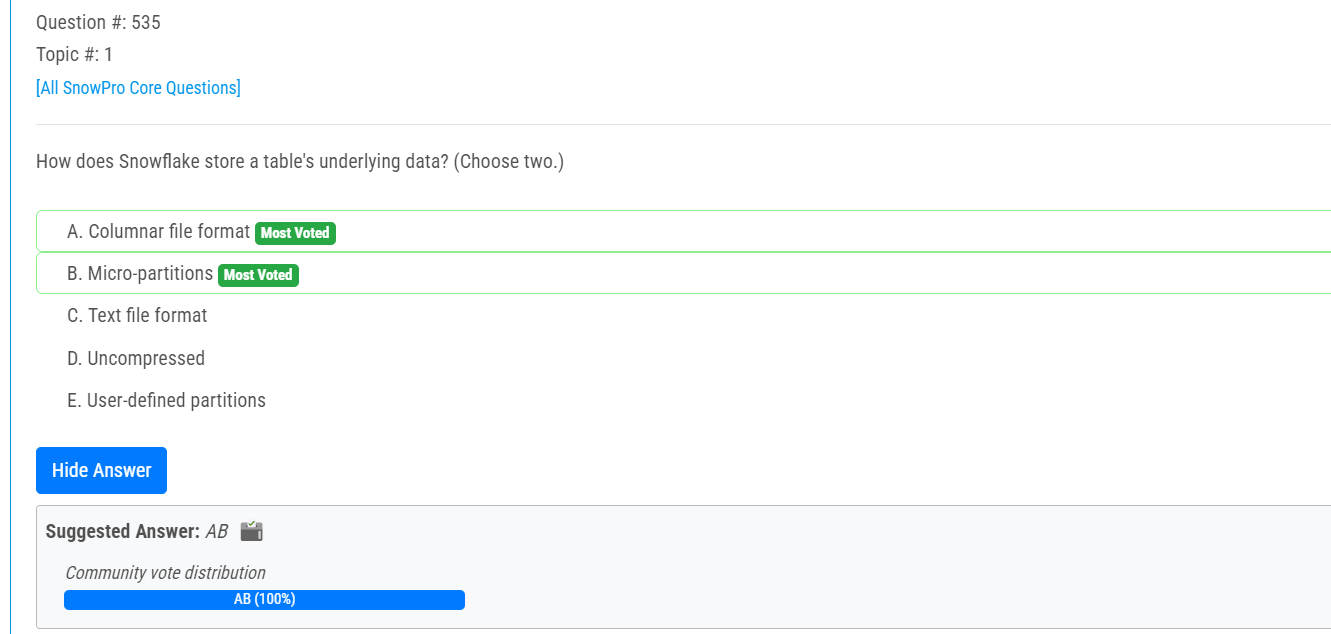 Question #: 535
Topic #: 1
[All SnowPro Core Questions]
How does Snowflake store a table's underlying data? (Choose two.)
A. Columnar file format Most Voted
B. Micro-partitions Most Voted
C. Text file format
D. Uncompressed
E. User-defined partitions
Hide Answer
Suggested Answer: AB
Community vote distribution
AB (100%)